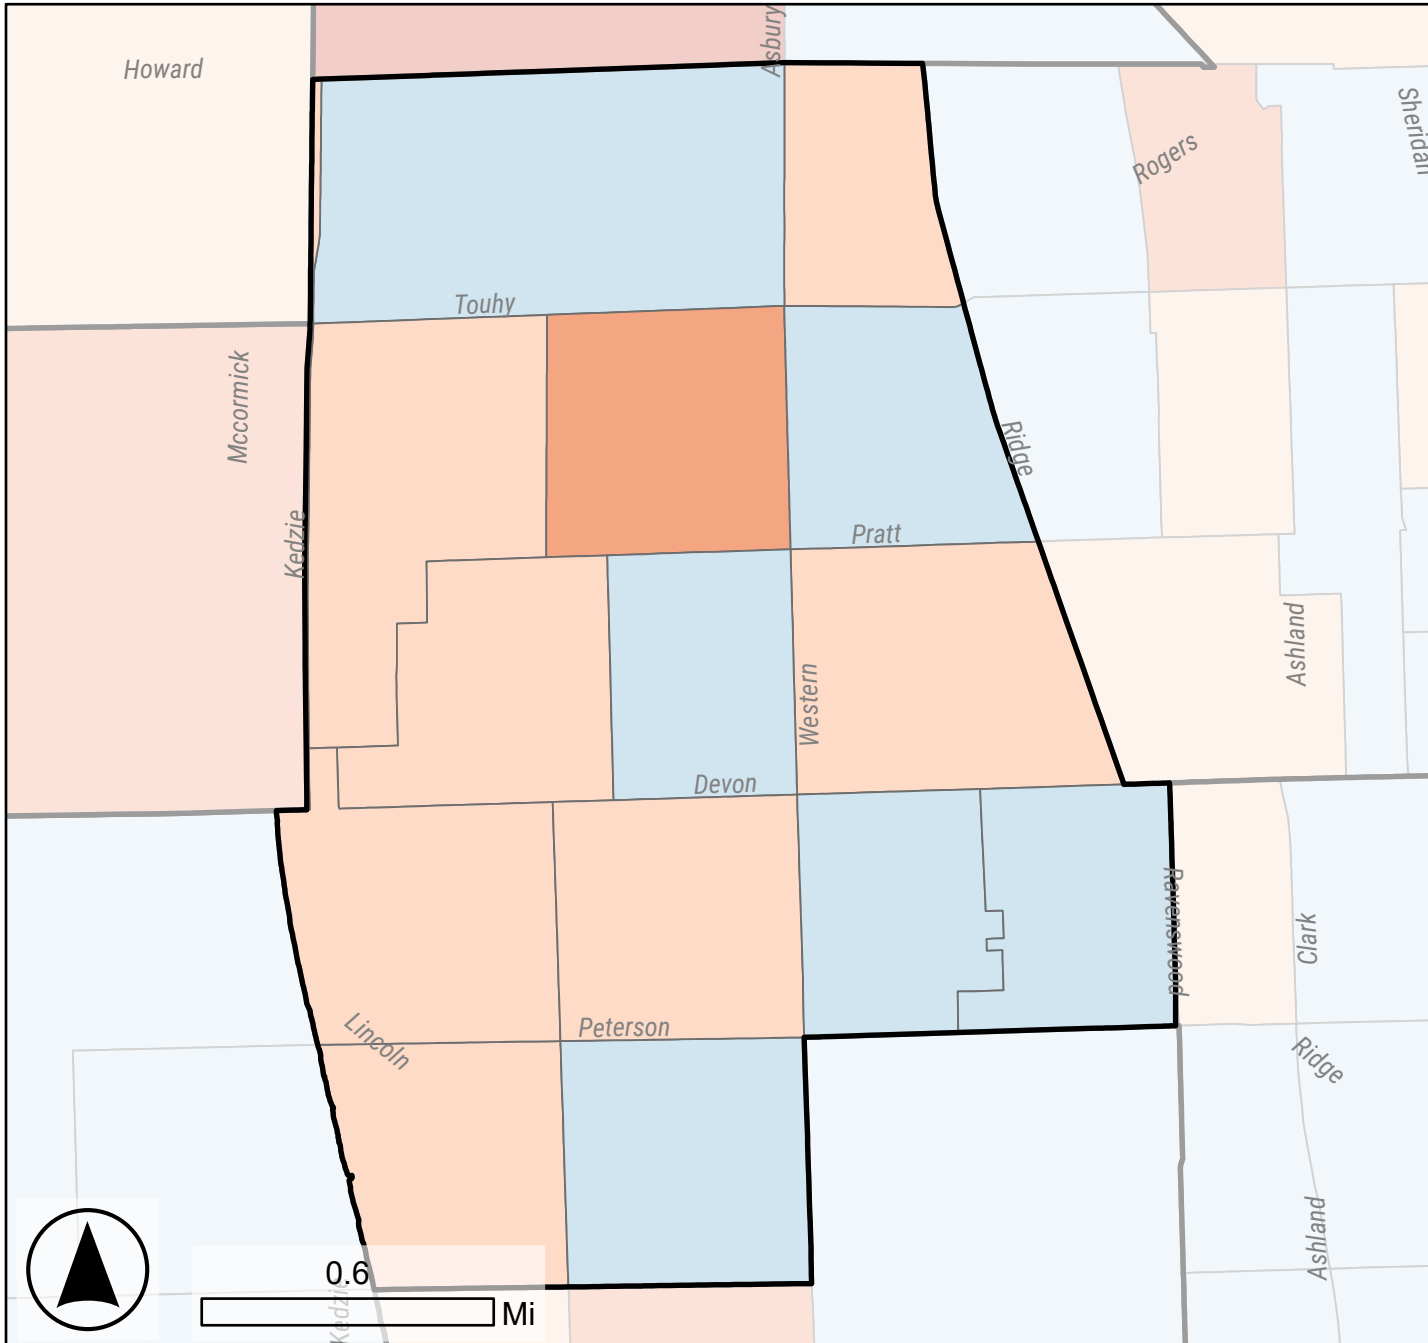 Asbury
Howard
Sheridan
Rogers
Touhy
Mccormick
Ridge
Kedzie
Pratt
Ashland
Western
Devon
Ravenswood
Clark
Lincoln
Peterson
Ridge
Ashland
0.6
Mi
Kedzie